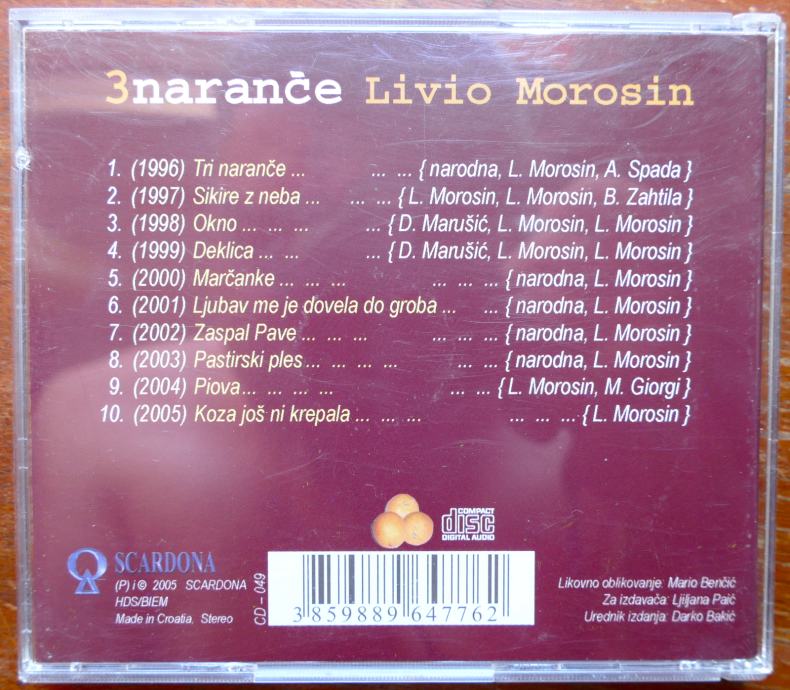 3naranče Livio Morosin
1. (1996) Tri naranče ... ... ... { narodna, L. Morosin, A. Spada }
2. (1997) Sikire z neba ... ... ... { L. Morosin, L. Morosin, B. Zahtila }
3. (1998) Okno ... ... ... ... { D. Marušić, L. Morosin, L. Morosin }
4. (1999) Deklica ... ... ... { D. Marušić, L. Morosin, L. Morosin }
5. (2000) Marčanke ... ... ... ... ... ... { narodna, L. Morosin }
6. (2001) Ljubav me je dovela do groba ... ... { narodna, L. Morosin }
7. (2002) Zaspal Pave ... ... ... ... ... ... { narodna, L. Morosin }
8. (2003) Pastirski ples ... ... ... ... ... ... { narodna, L. Morosin }
9. (2004) Piova ... ... ... ... ... ... { L. Morosin, M. Giorgi }
10. (2005) Koza još ni krepala ... ... ... ... ... ... { L. Morosin }
COMPACT
disc
DIGITAL AUDIO
SCARDONA
(P) i © 2005 SCARDONA
HDS/BIEM
Made in Croatia, Stereo
CD - 049
3 859889 647762
Likovno oblikovanje: Mario Benčić
Za izdavača: Ljiljana Paič
Urednik izdanja: Darko Bakić